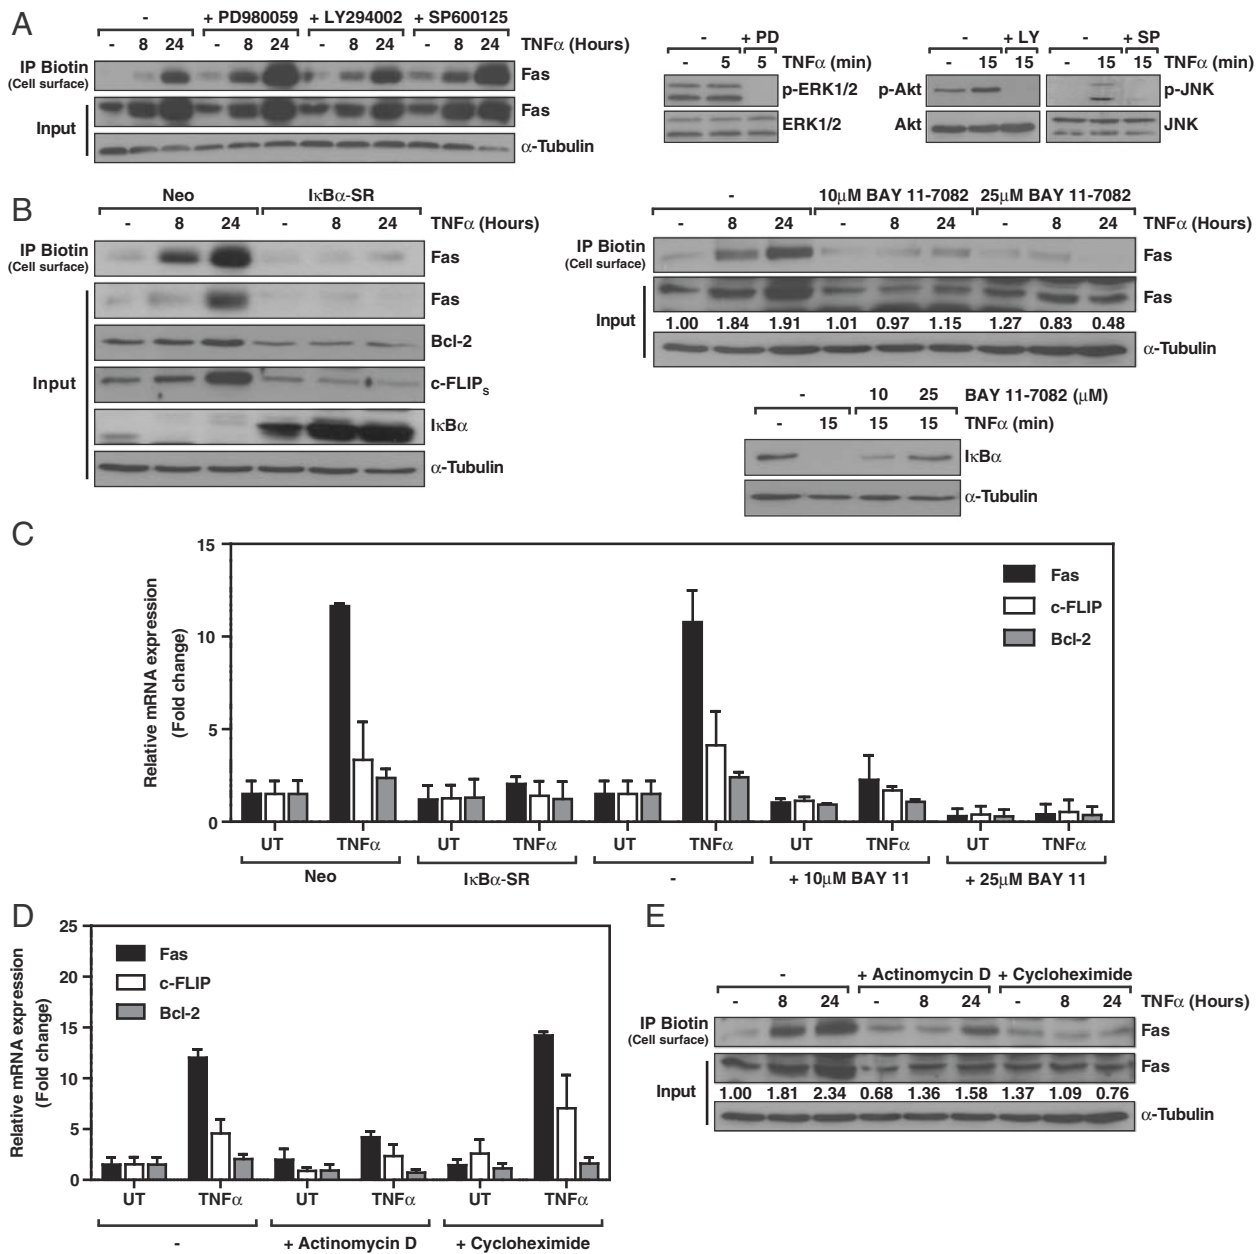 A
- + PD980059 + LY294002 + SP600125
- 8 24 - 8 24 - 8 24 - 8 24 TNFα (Hours)
IP Biotin
(Cell surface)
Fas
Input
Fas
α-Tubulin
- + PD
- 5 5 TNFα (min)
p-ERK1/2
ERK1/2
- + LY - + SP
- 15 15 - 15 15 TNFα (min)
p-Akt p-JNK
Akt JNK
B
Neo IκBα-SR
- 8 24 - 8 24 TNFα (Hours)
IP Biotin
(Cell surface)
Fas
Fas
Bcl-2
Input
c-FLIPS
IκBα
α-Tubulin
- 10μM BAY 11-7082 25μM BAY 11-7082
- 8 24 - 8 24 - 8 24 TNFα (Hours)
IP Biotin
(Cell surface)
Fas
Fas
Input
1.00 1.84 1.91 1.01 0.97 1.15 1.27 0.83 0.48
α-Tubulin
- 10 25 BAY 11-7082 (μM)
- 15 15 15 TNFα (min)
IκBα
α-Tubulin
C
Relative mRNA expression
(Fold change)
15
10
5
0
Fas
c-FLIP
Bcl-2
UT TNFα UT TNFα UT TNFα UT TNFα UT TNFα
Neo IκBα-SR - + 10μM BAY 11 + 25μM BAY 11
D
Relative mRNA expression
(Fold change)
25
20
15
10
5
0
Fas
c-FLIP
Bcl-2
UT TNFα UT TNFα UT TNFα
- + Actinomycin D + Cycloheximide
E
- + Actinomycin D + Cycloheximide
- 8 24 - 8 24 - 8 24 TNFα (Hours)
IP Biotin
(Cell surface)
Fas
Fas
Input
1.00 1.81 2.34 0.68 1.36 1.58 1.37 1.09 0.76
α-Tubulin